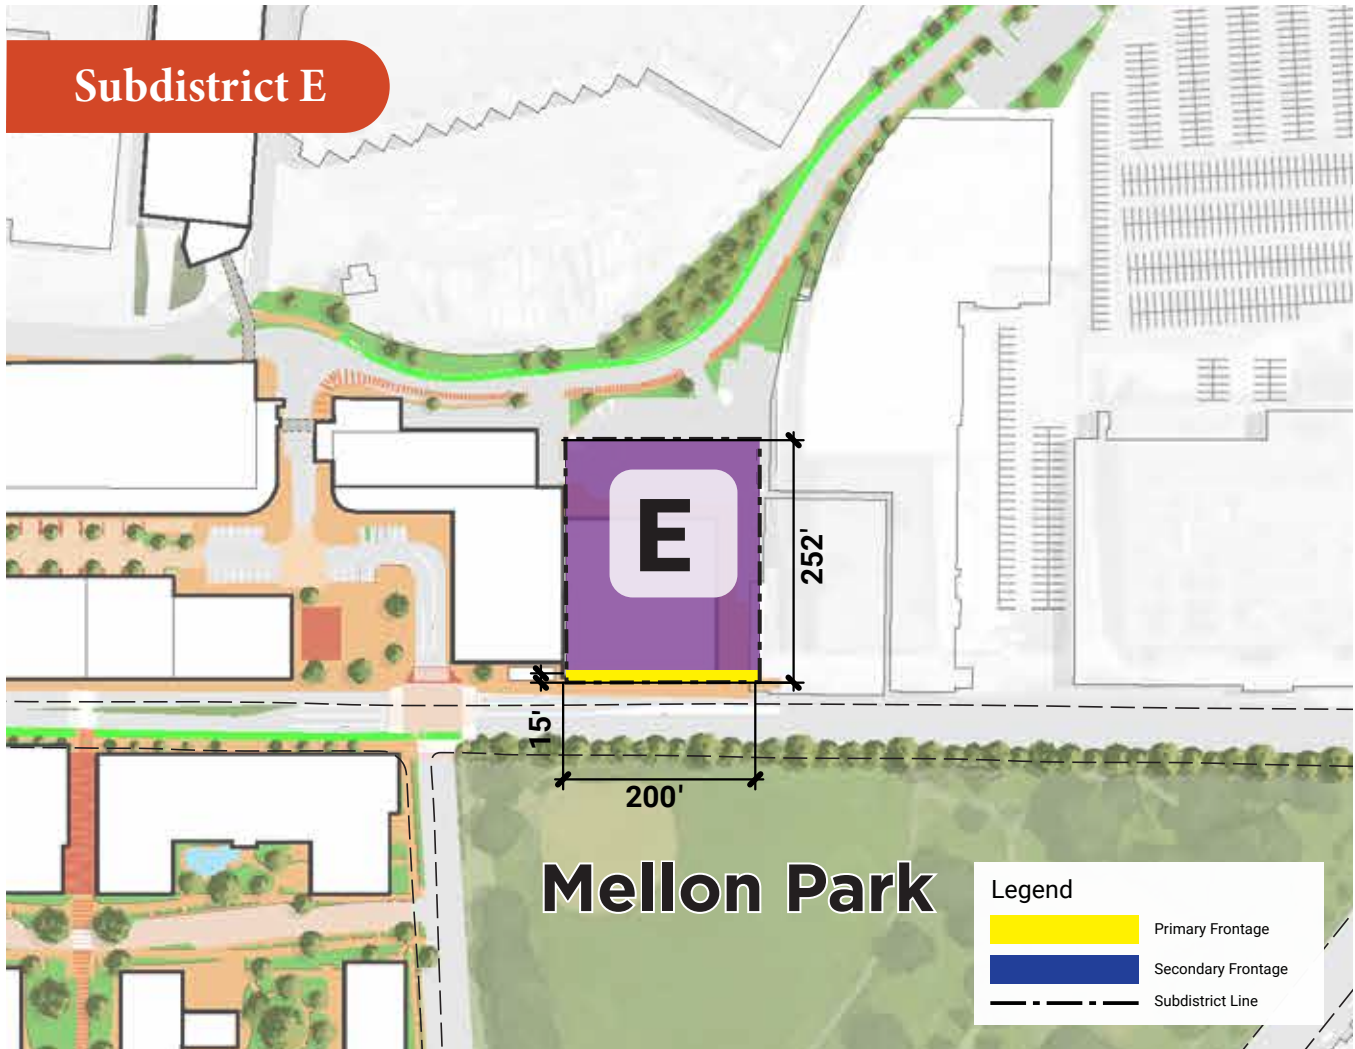 Subdistrict E
E
252'
15'
200'
Mellon Park
Legend
Primary Frontage
Secondary Frontage
Subdistrict Line